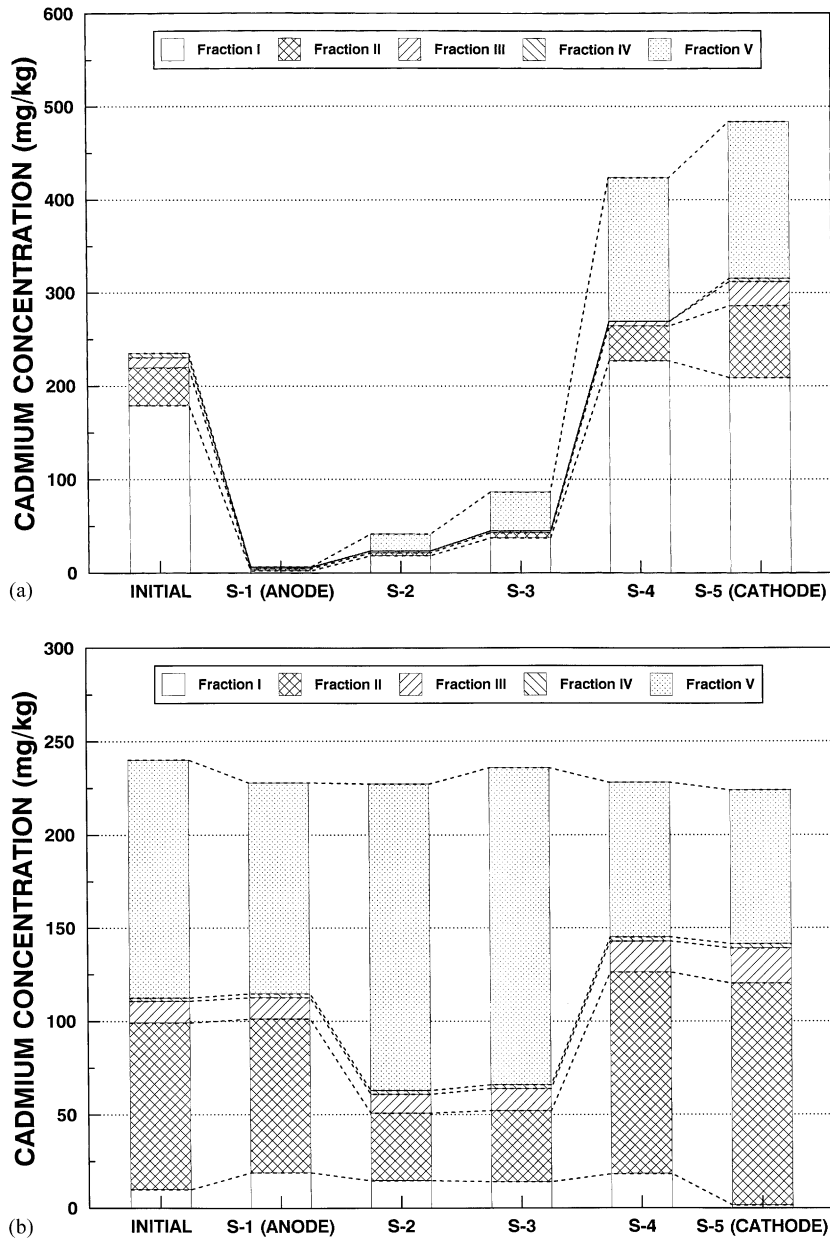 600
500
400
300
200
100
0
CADMIUM CONCENTRATION (mg/kg)
Fraction I Fraction II Fraction III Fraction IV Fraction V
(a)
INITIAL S-1 (ANODE) S-2 S-3 S-4 S-5 (CATHODE)
300
250
200
150
100
50
0
CADMIUM CONCENTRATION (mg/kg)
Fraction I Fraction II Fraction III Fraction IV Fraction V
(b)
INITIAL S-1 (ANODE) S-2 S-3 S-4 S-5 (CATHODE)